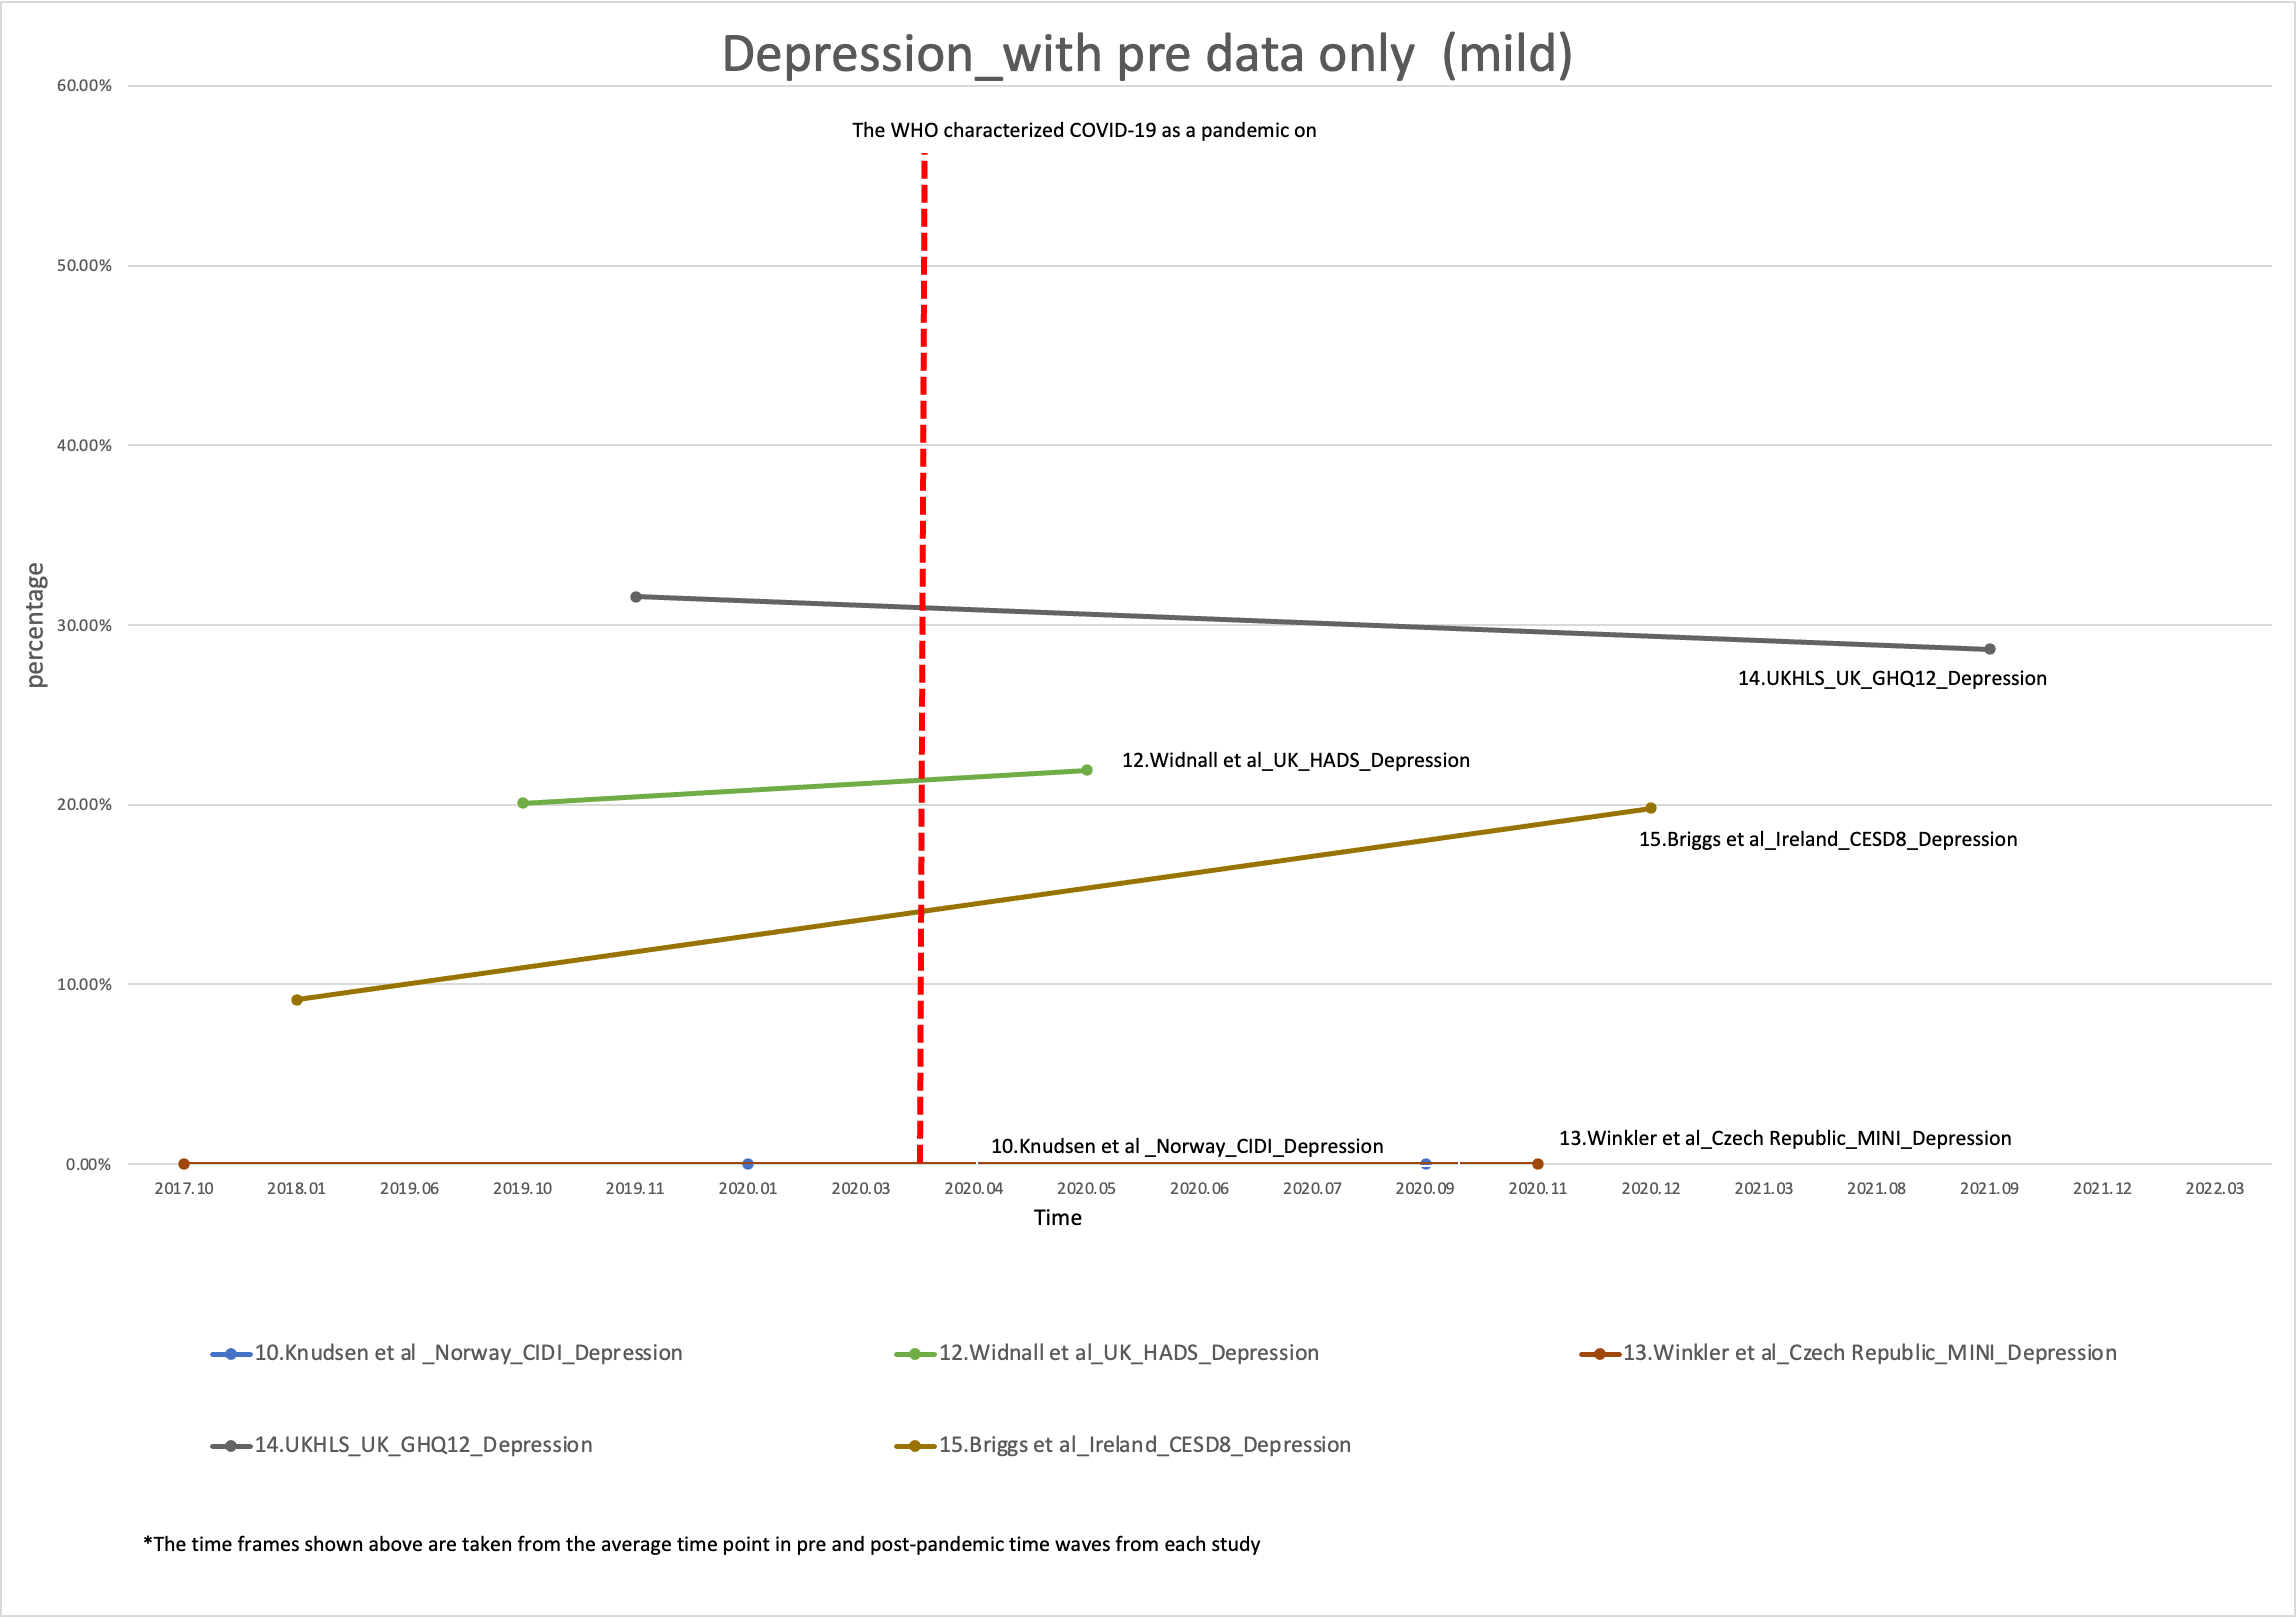 Depression_with pre data only  (mild)
60.00%
The WHO characterized COVID-19 as a pandemic on
50.00%
40.00%
percentage
30.00%
14.UKHLS_UK_GHQ12_Depression
12.Widnall et al_UK_HADS_Depression
20.00%
15.Briggs et al_Ireland_CESD8_Depression
10.00%
10.Knudsen et al _Norway_CIDI_Depression
13.Winkler et al_Czech Republic_MINI_Depression
0.00%
2017.10 2018.01 2019.06 2019.10 2019.11 2020.01 2020.03 2020.04 2020.05 2020.06 2020.07 2020.09 2020.11 2020.12 2021.03 2021.08 2021.09 2021.12 2022.03
Time
10.Knudsen et al _Norway_CIDI_Depression
12.Widnall et al_UK_HADS_Depression
13.Winkler et al_Czech Republic_MINI_Depression
14.UKHLS_UK_GHQ12_Depression
15.Briggs et al_Ireland_CESD8_Depression
*The time frames shown above are taken from the average time point in pre and post-pandemic time waves from each study